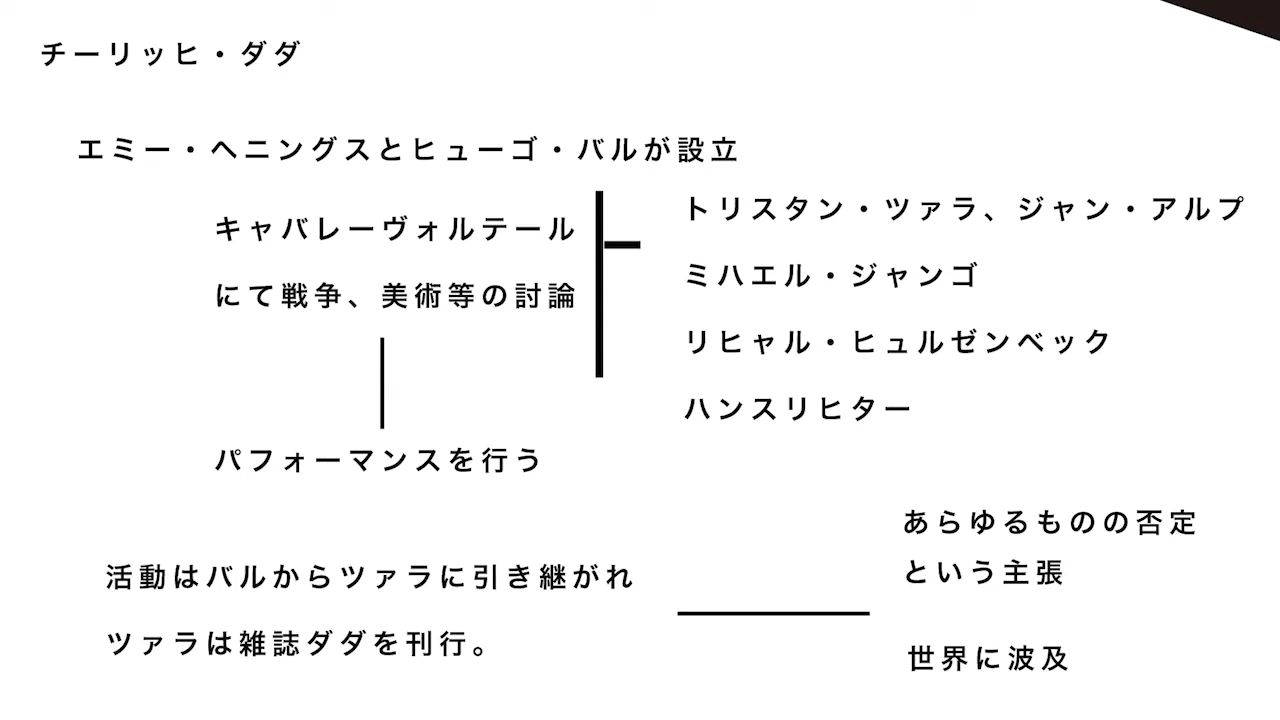 チーリッヒ・ダダ
エミー・ヘニングスとヒューゴ・バルが設立
キャバレーヴォルテール
にて戦争、美術等の討論
トリスタン・ツァラ、ジャン・アルプ
ミハエル・ジャンゴ
リヒャル・ヒュルゼンベック
ハンスリヒター
パフォーマンスを行う
活動はバルからツァラに引き継がれ
ツァラは雑誌ダダを刊行。
あらゆるものの否定
という主張
世界に波及